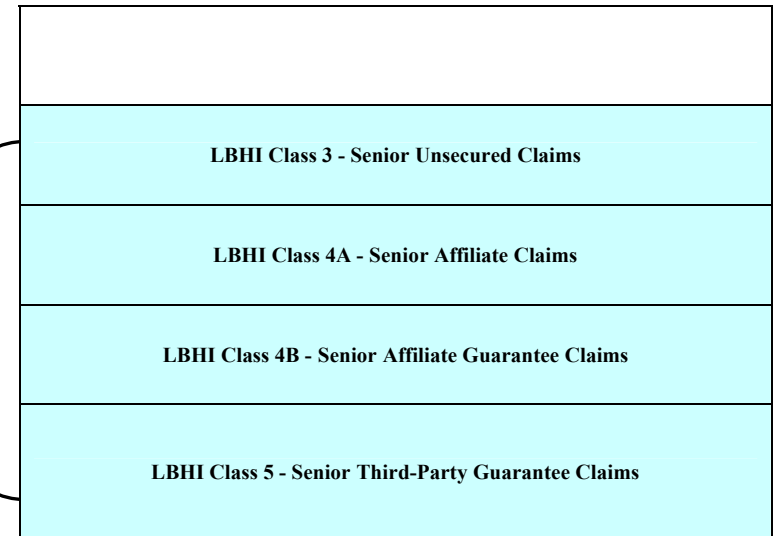 LBHI Class 3 - Senior Unsecured Claims
LBHI Class 4A - Senior Affiliate Claims
LBHI Class 4B - Senior Affiliate Guarantee Claims
LBHI Class 5 - Senior Third-Party Guarantee Claims